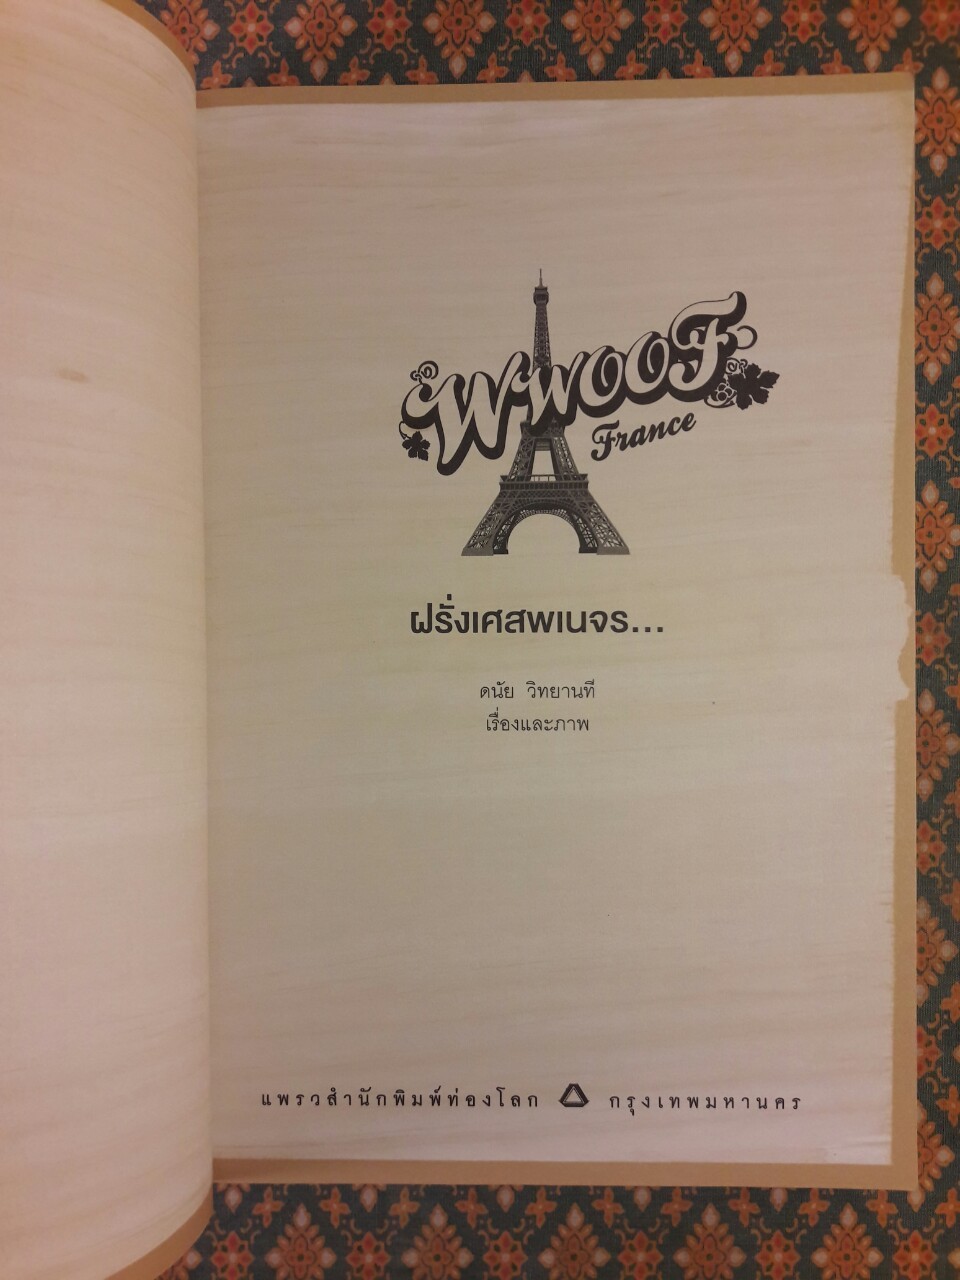 WWOOF
France
ฝรั่งเศสพเนจร...
ดนัย วิทยานที
เรื่องและภาพ
แพรวสำนักพิมพ์ท่องโลก กรุงเทพมหานคร